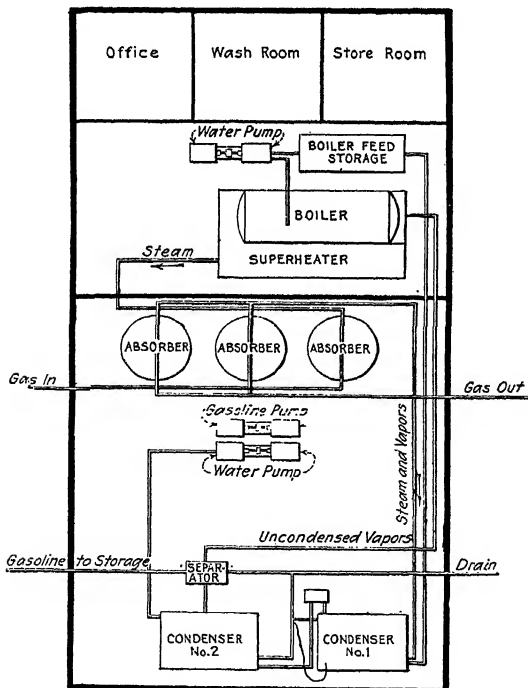 Office
Wash Room
Store Room
Water Pump
BOILER FEED
STORAGE
BOILER
SUPERHEATER
Steam
ABSORBER
ABSORBER
ABSORBER
Gas In
Gas Out
Gasoline Pump
Water Pump
Steam and Vapors
Uncondensed Vapors
Gasoline to Storage
SEPAR-
ATOR
Drain
CONDENSER
No.2
CONDENSER
No.1